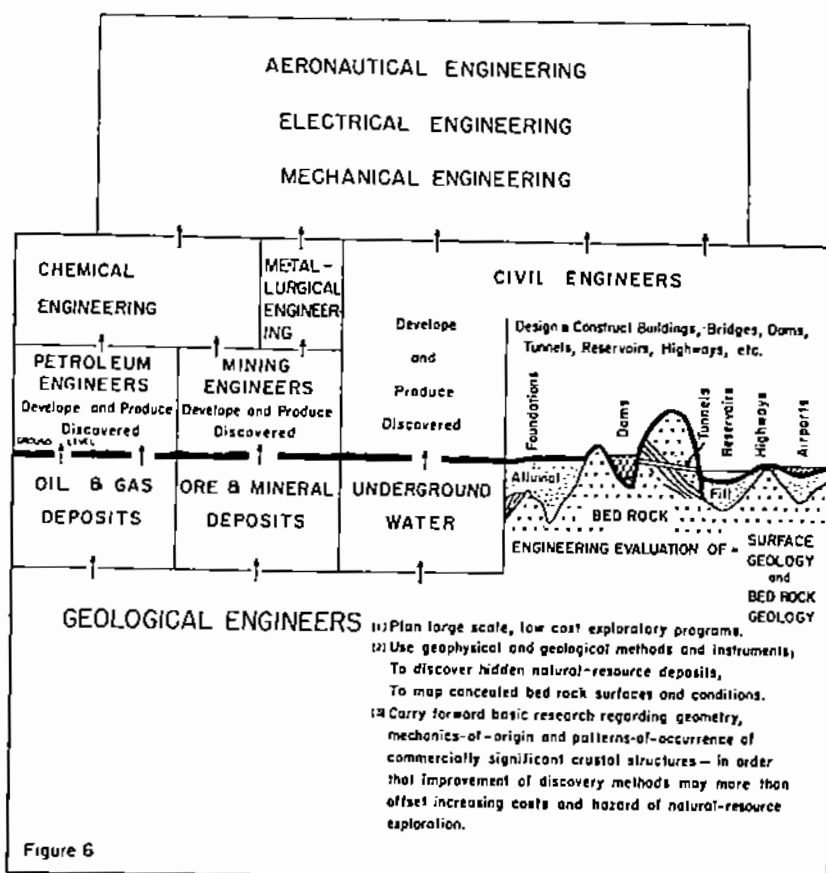 AERONAUTICAL ENGINEERING
ELECTRICAL ENGINEERING
MECHANICAL ENGINEERING
CHEMICAL
ENGINEERING
METAL-
LURGICAL
ENGINEER-
ING
CIVIL ENGINEERS
Develope
and
Produce
Discovered
Design & Construct Buildings, Bridges, Dams,
Tunnels, Reservoirs, Highways, etc.
PETROLEUM
ENGINEERS
Develope and Produce
Discovered
MINING
ENGINEERS
Develope and Produce
Discovered
Foundations
Dams
Tunnels
Reservoirs
Highways
Airports
GROUND LEVEL
OIL & GAS
DEPOSITS
ORE & MINERAL
DEPOSITS
UNDERGROUND
WATER
Alluvial
Fill
BED ROCK
ENGINEERING EVALUATION OF -
SURFACE
GEOLOGY
and
BED ROCK
GEOLOGY
GEOLOGICAL ENGINEERS
(1) Plan large scale, low cost exploratory programs.
(2) Use geophysical and geological methods and instruments,
To discover hidden natural-resource deposits,
To map concealed bed rock surfaces and conditions.
(3) Carry forward basic research regarding geometry,
mechanics-of-origin and patterns-of-occurrence of
commercially significant crustal structures — in order
that improvement of discovery methods may more than
offset increasing costs and hazard of natural-resource
exploration.
Figure 6